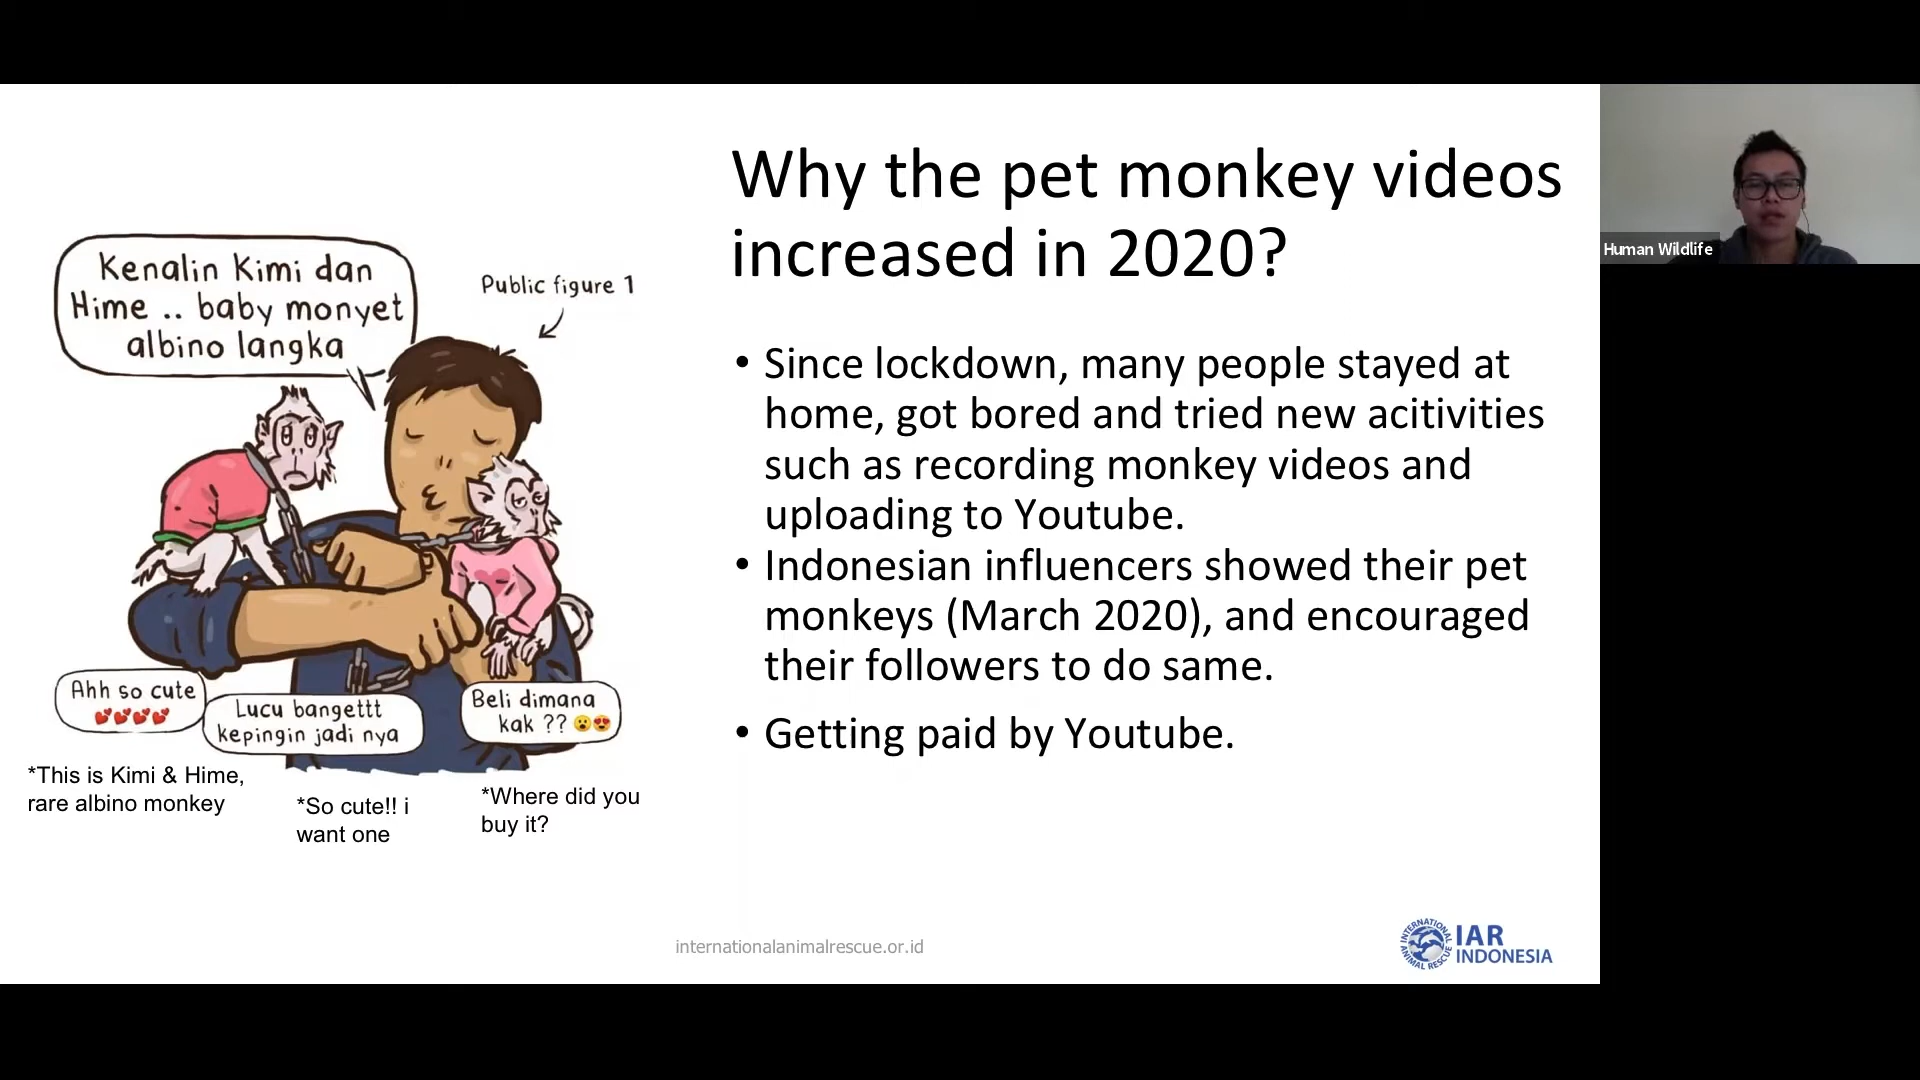 Why the pet monkey videos
increased in 2020?
• Since lockdown, many people stayed at
home, got bored and tried new acitivities
such as recording monkey videos and
uploading to Youtube.
• Indonesian influencers showed their pet
monkeys (March 2020), and encouraged
their followers to do same.
• Getting paid by Youtube.
Kenalin Kimi dan
Hime .. baby monyet
albino langka
Public figure 1
Ahh so cute
💕💕💕💕
Lucu bangettt
kepingin jadi nya
Beli dimana
kak ?? 😮😍
*This is Kimi & Hime,
rare albino monkey
*So cute!! i
want one
*Where did you
buy it?
internationalanimalrescue.or.id
INTERNATIONAL
ANIMAL RESCUE
IAR
INDONESIA
Human Wildlife